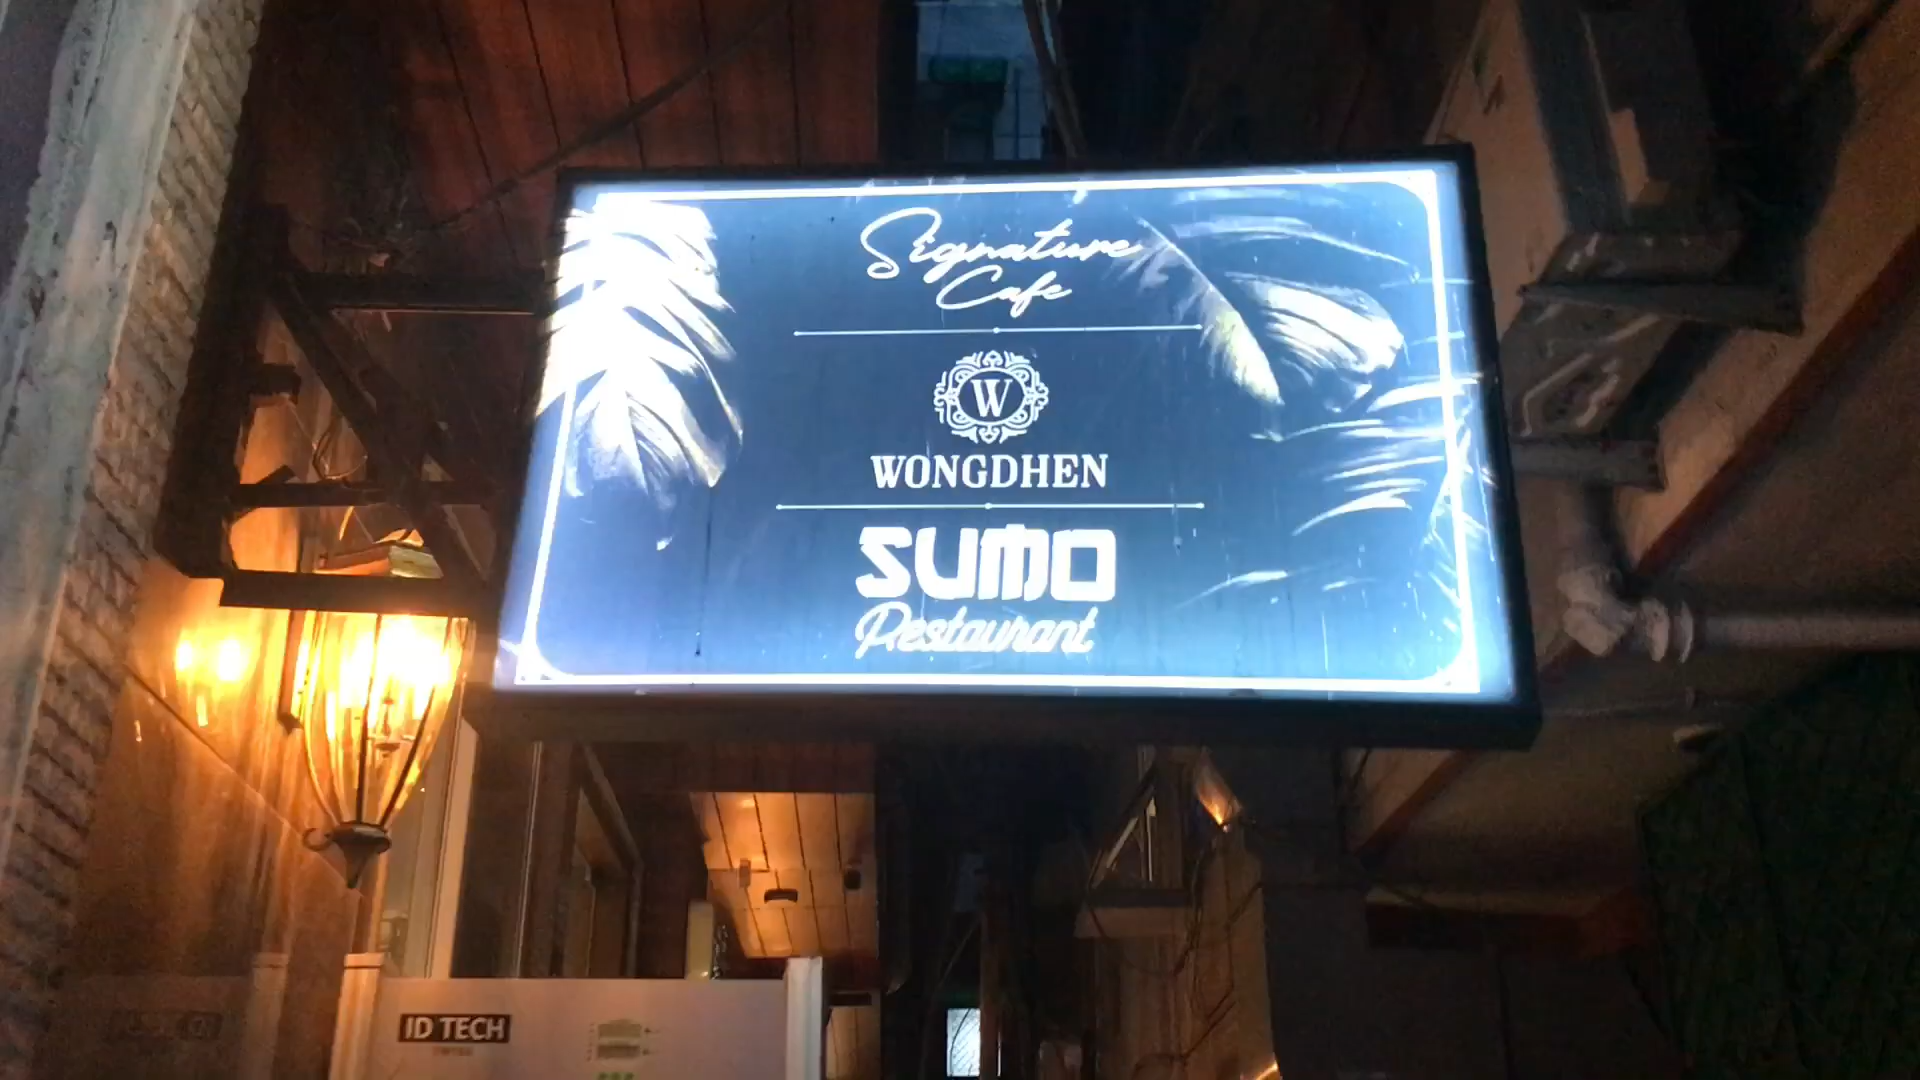 Signature
Cafe
W
WONGDHEN
SUMO
Restaurant
ID TECH